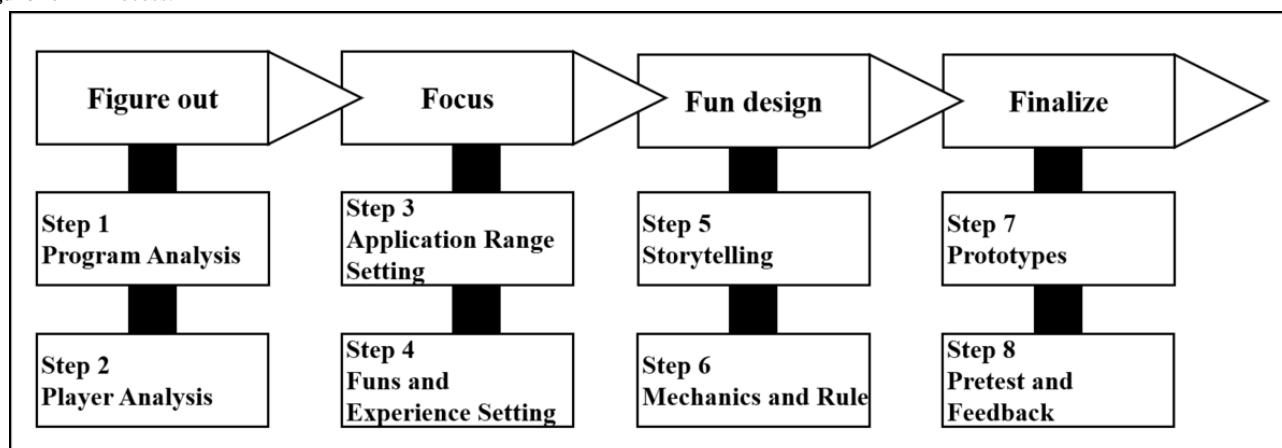 Figure out
Focus
Fun design
Finalize
Step 1
Program Analysis
Step 3
Application Range
Setting
Step 5
Storytelling
Step 7
Prototypes
Step 2
Player Analysis
Step 4
Funs and
Experience Setting
Step 6
Mechanics and Rule
Step 8
Pretest and
Feedback